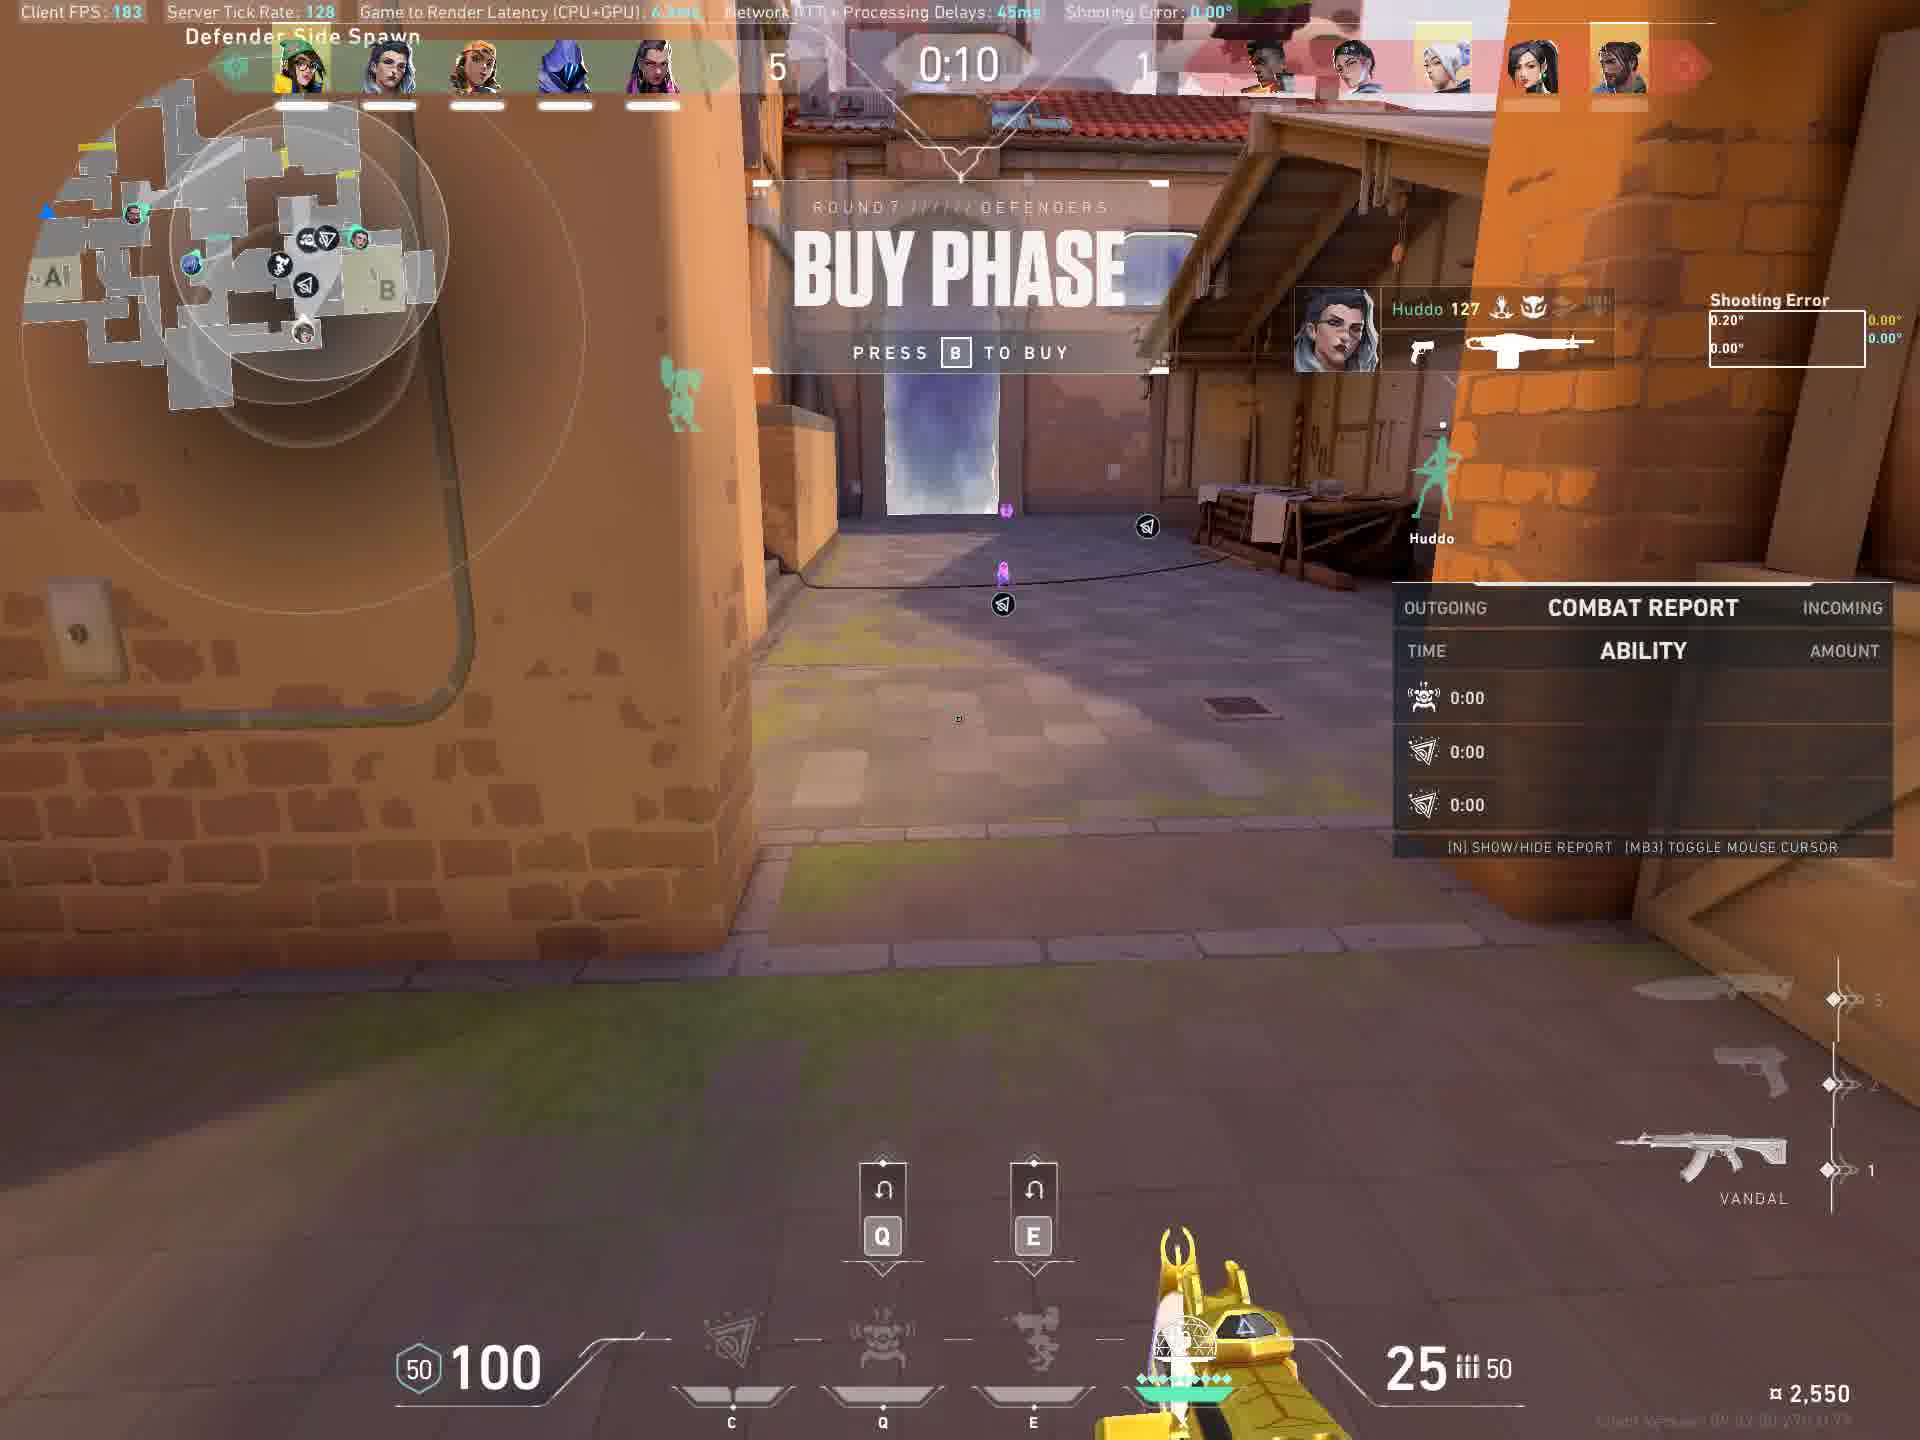 Client FPS: 183 Server Tick Rate: 128 Game to Render Latency (CPU+GPU): Network RTT + Processing Delays: 45ms Shooting Error: 0.00°
Defender Side Spawn
5 0:10 1
A
B
ROUND 7 ////// DEFENDERS
BUY PHASE
PRESS B TO BUY
Huddo 127
Shooting Error
0.20° 0.00°
0.00° 0.00°
Huddo
OUTGOING COMBAT REPORT INCOMING
TIME ABILITY AMOUNT
0:00
0:00
0:00
[N] SHOW/HIDE REPORT [MB3] TOGGLE MOUSE CURSOR
1
VANDAL
Q E
50 100
25 50
C Q E X
¤ 2,550